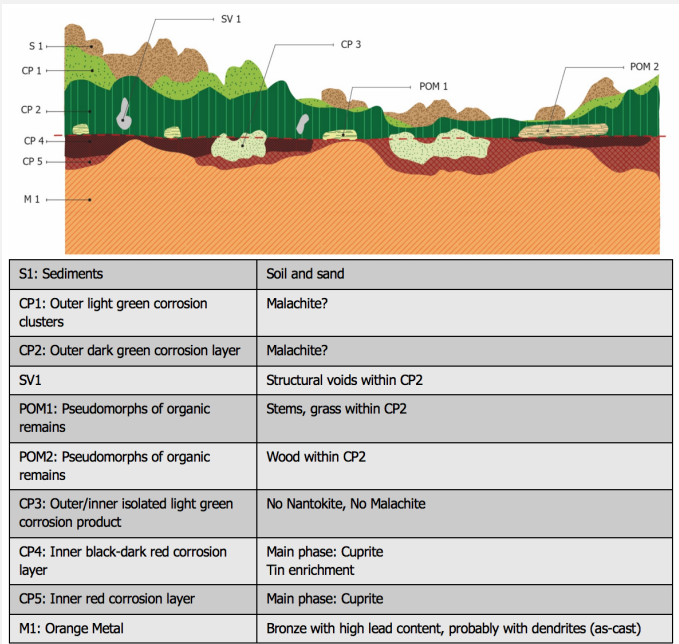 SV 1
S 1
CP 3
CP 1
POM 1
POM 2
CP 2
CP 4
CP 5
M 1
S1: Sediments
Soil and sand
CP1: Outer light green corrosion
clusters
Malachite?
CP2: Outer dark green corrosion layer
Malachite?
SV1
Structural voids within CP2
POM1: Pseudomorphs of organic
remains
Stems, grass within CP2
POM2: Pseudomorphs of organic
remains
Wood within CP2
CP3: Outer/inner isolated light green
corrosion product
No Nantokite, No Malachite
CP4: Inner black-dark red corrosion
layer
Main phase: Cuprite
Tin enrichment
CP5: Inner red corrosion layer
Main phase: Cuprite
M1: Orange Metal
Bronze with high lead content, probably with dendrites (as-cast)